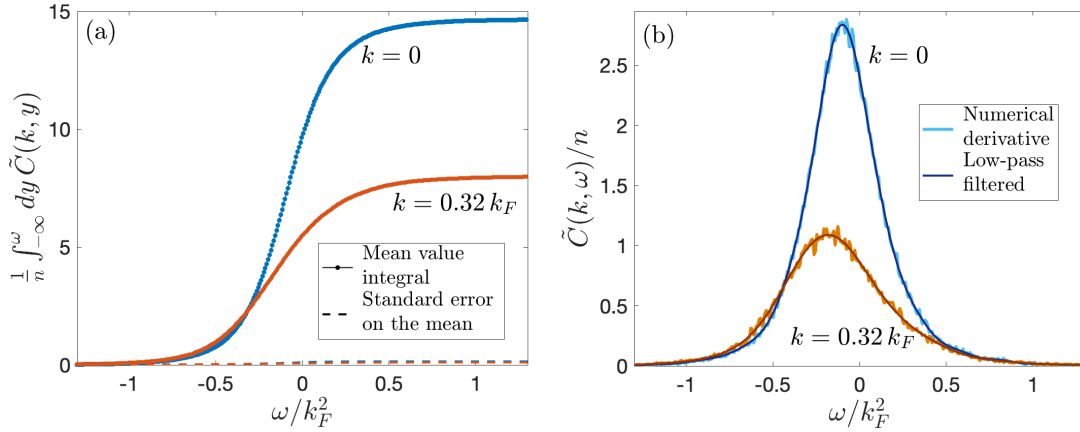 (a)
15
10
5
0
-1
-0.5
0
0.5
1
ω/k_F^2
\frac{1}{n} ∫_{-∞}^{ω} dy C̃(k, y)
k = 0
k = 0.32 k_F
Mean value
integral
Standard error
on the mean
(b)
2.5
2
1.5
1
0.5
0
-1
-0.5
0
0.5
1
ω/k_F^2
C̃(k, ω)/n
k = 0
Numerical
derivative
Low-pass
filtered
k = 0.32 k_F